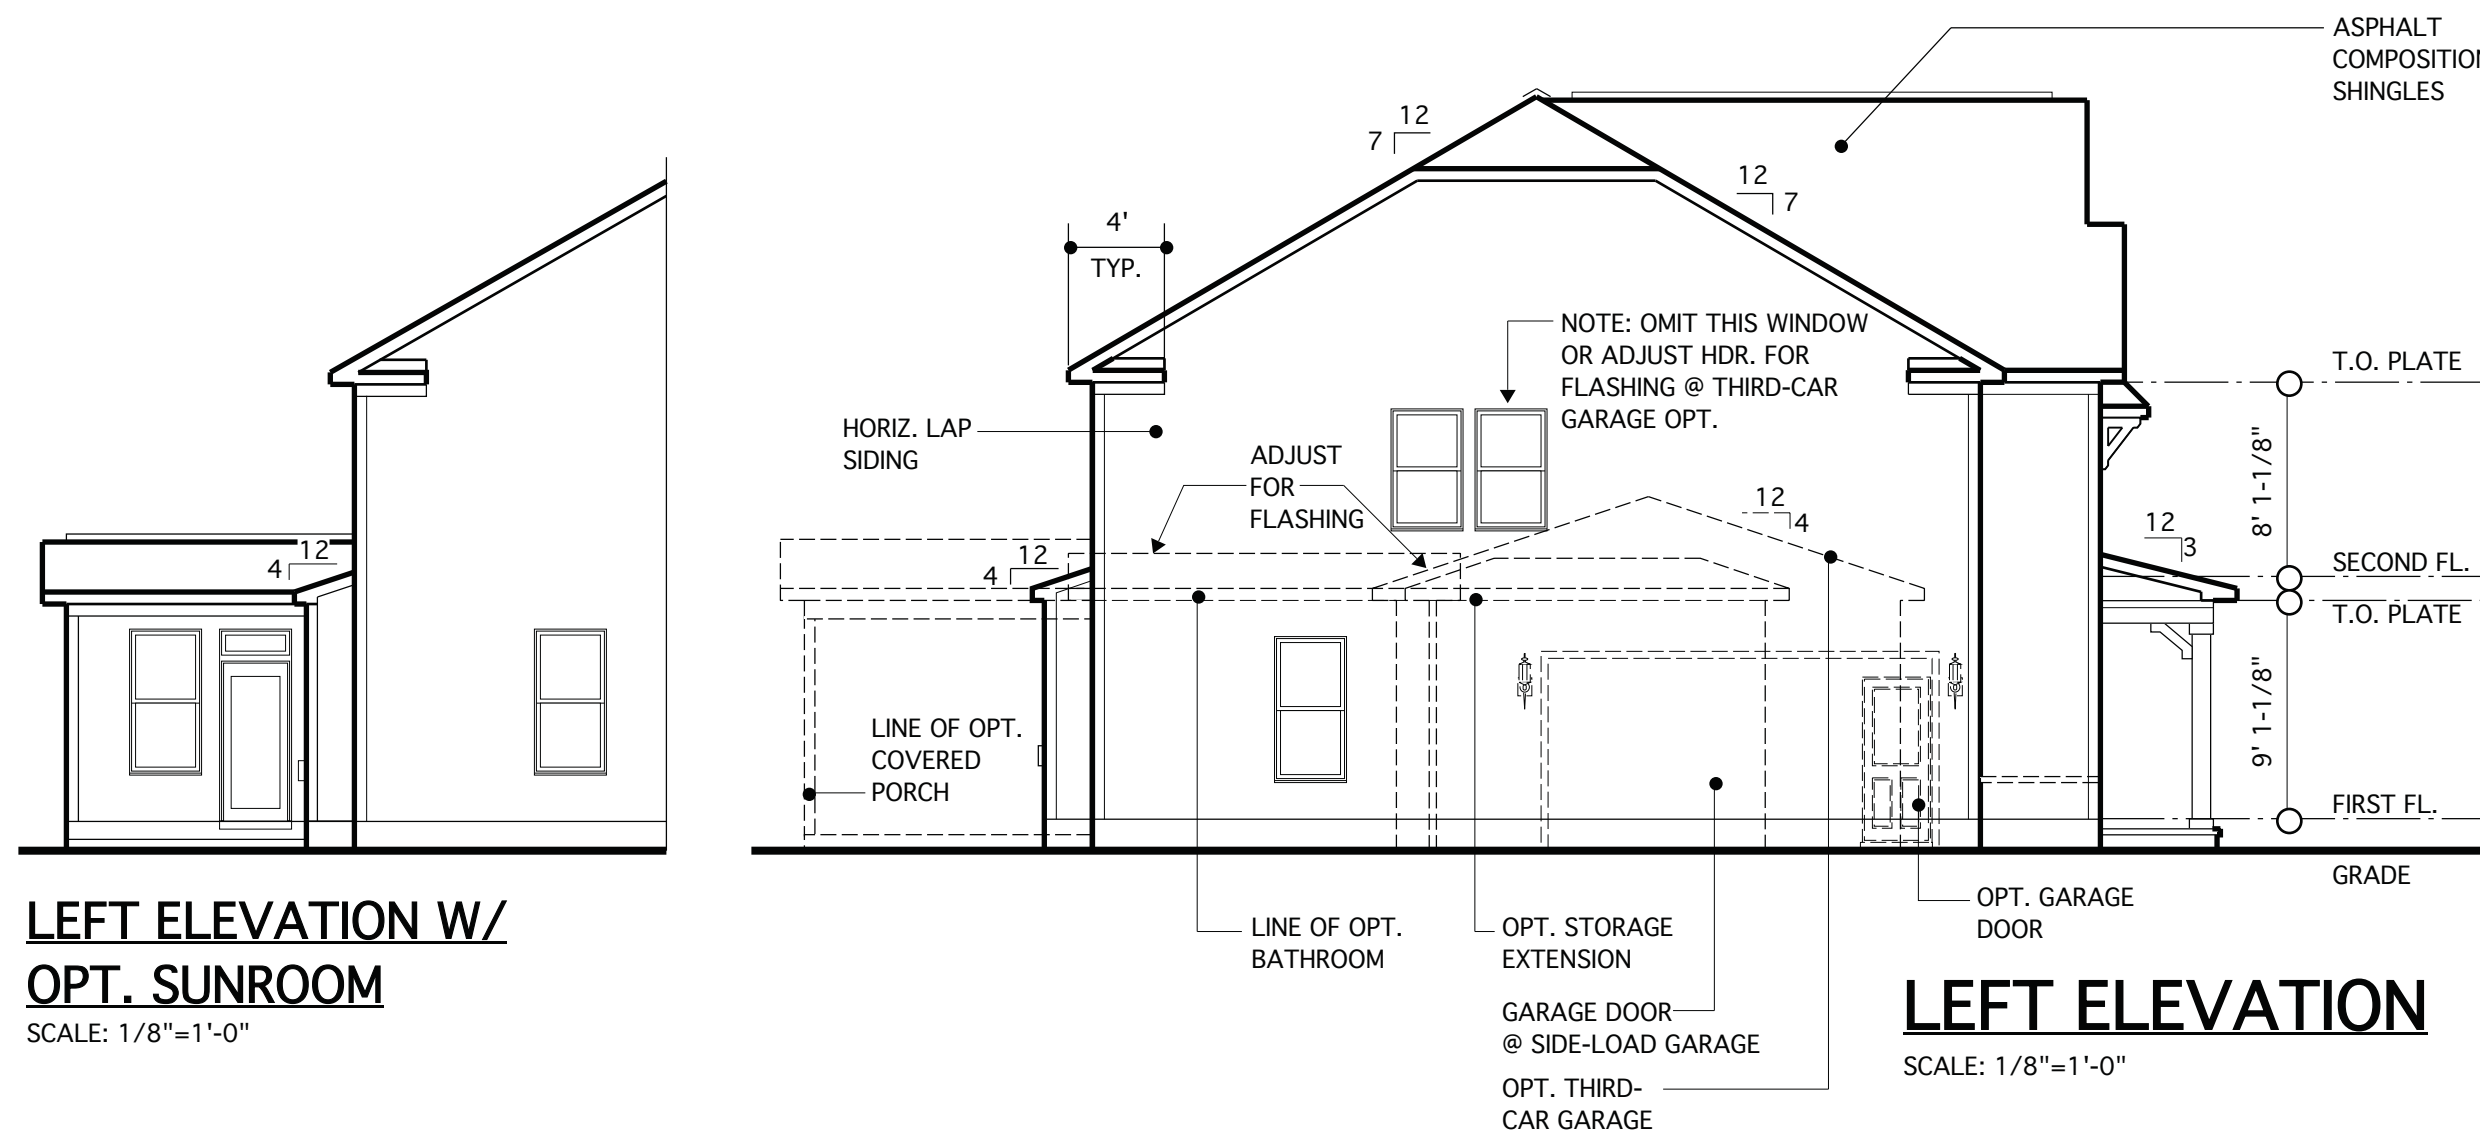 ASPHALT
COMPOSITION
SHINGLES
12
7
12
7
4'
TYP.
NOTE: OMIT THIS WINDOW
OR ADJUST HDR. FOR
FLASHING @ THIRD-CAR
GARAGE OPT.
T.O. PLATE
HORIZ. LAP
SIDING
ADJUST
FOR
FLASHING
8' 1-1/8"
12
4
12
3
12
4
12
4
SECOND FL.
T.O. PLATE
9' 1-1/8"
LINE OF OPT.
COVERED
PORCH
FIRST FL.
GRADE
OPT. GARAGE
DOOR
LINE OF OPT.
BATHROOM
OPT. STORAGE
EXTENSION
GARAGE DOOR
@ SIDE-LOAD GARAGE
OPT. THIRD-
CAR GARAGE
LEFT ELEVATION W/
OPT. SUNROOM
SCALE: 1/8"=1'-0"
LEFT ELEVATION
SCALE: 1/8"=1'-0"